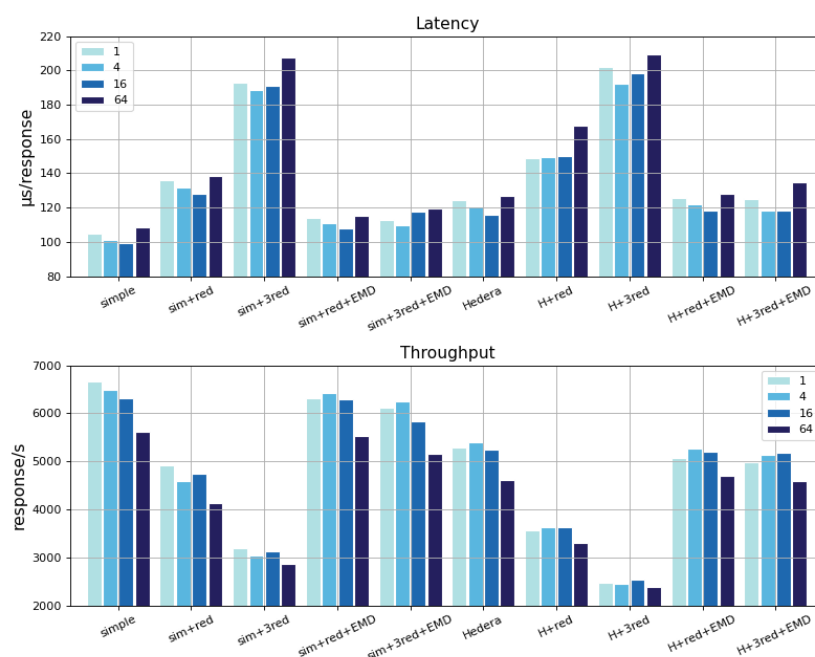 Latency
μs/response
220
200
180
160
140
120
100
80
1
4
16
64
simple
sim+red
sim+3red
sim+red+EMD
sim+3red+EMD
Hedera
H+red
H+3red
H+red+EMD
H+3red+EMD
Throughput
response/s
7000
6000
5000
4000
3000
2000
1
4
16
64
simple
sim+red
sim+3red
sim+red+EMD
sim+3red+EMD
Hedera
H+red
H+3red
H+red+EMD
H+3red+EMD